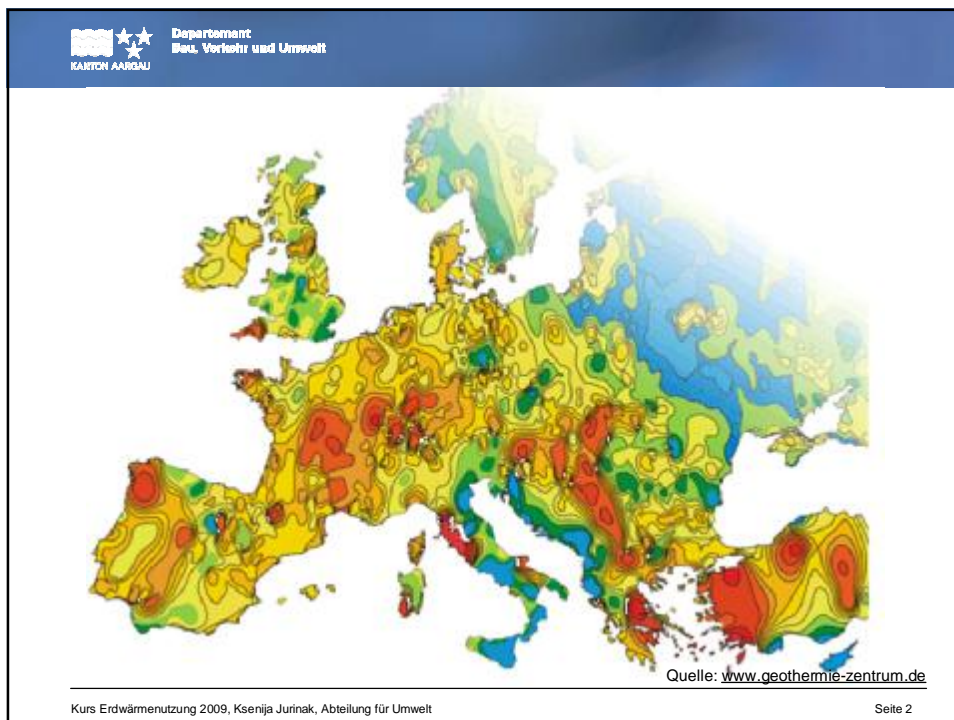 Departement
Bau, Verkehr und Umwelt
KANTON AARGAU
Quelle: www.geothermie-zentrum.de
Kurs Erdwärmenutzung 2009, Ksenija Jurinak, Abteilung für Umwelt
Seite 2